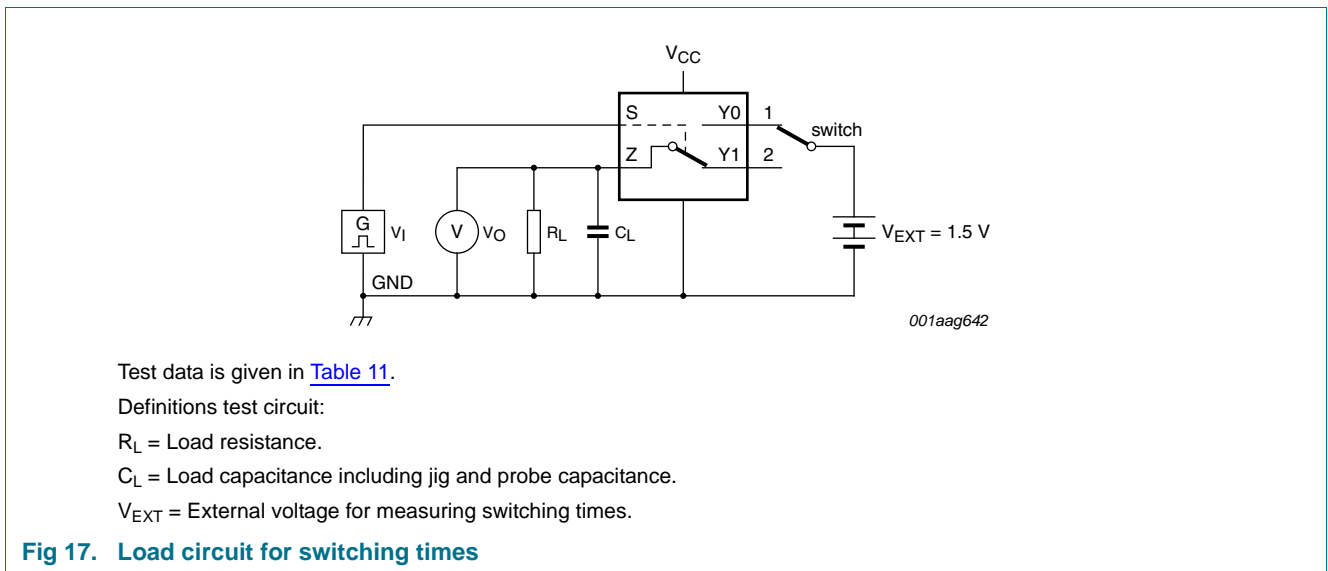 VCC
S Y0 1
switch
Z Y1 2
G VI
V VO
RL
CL
VEXT = 1.5 V
GND
001aag642
Test data is given in Table 11.
Definitions test circuit:
RL = Load resistance.
CL = Load capacitance including jig and probe capacitance.
VEXT = External voltage for measuring switching times.
Fig 17. Load circuit for switching times